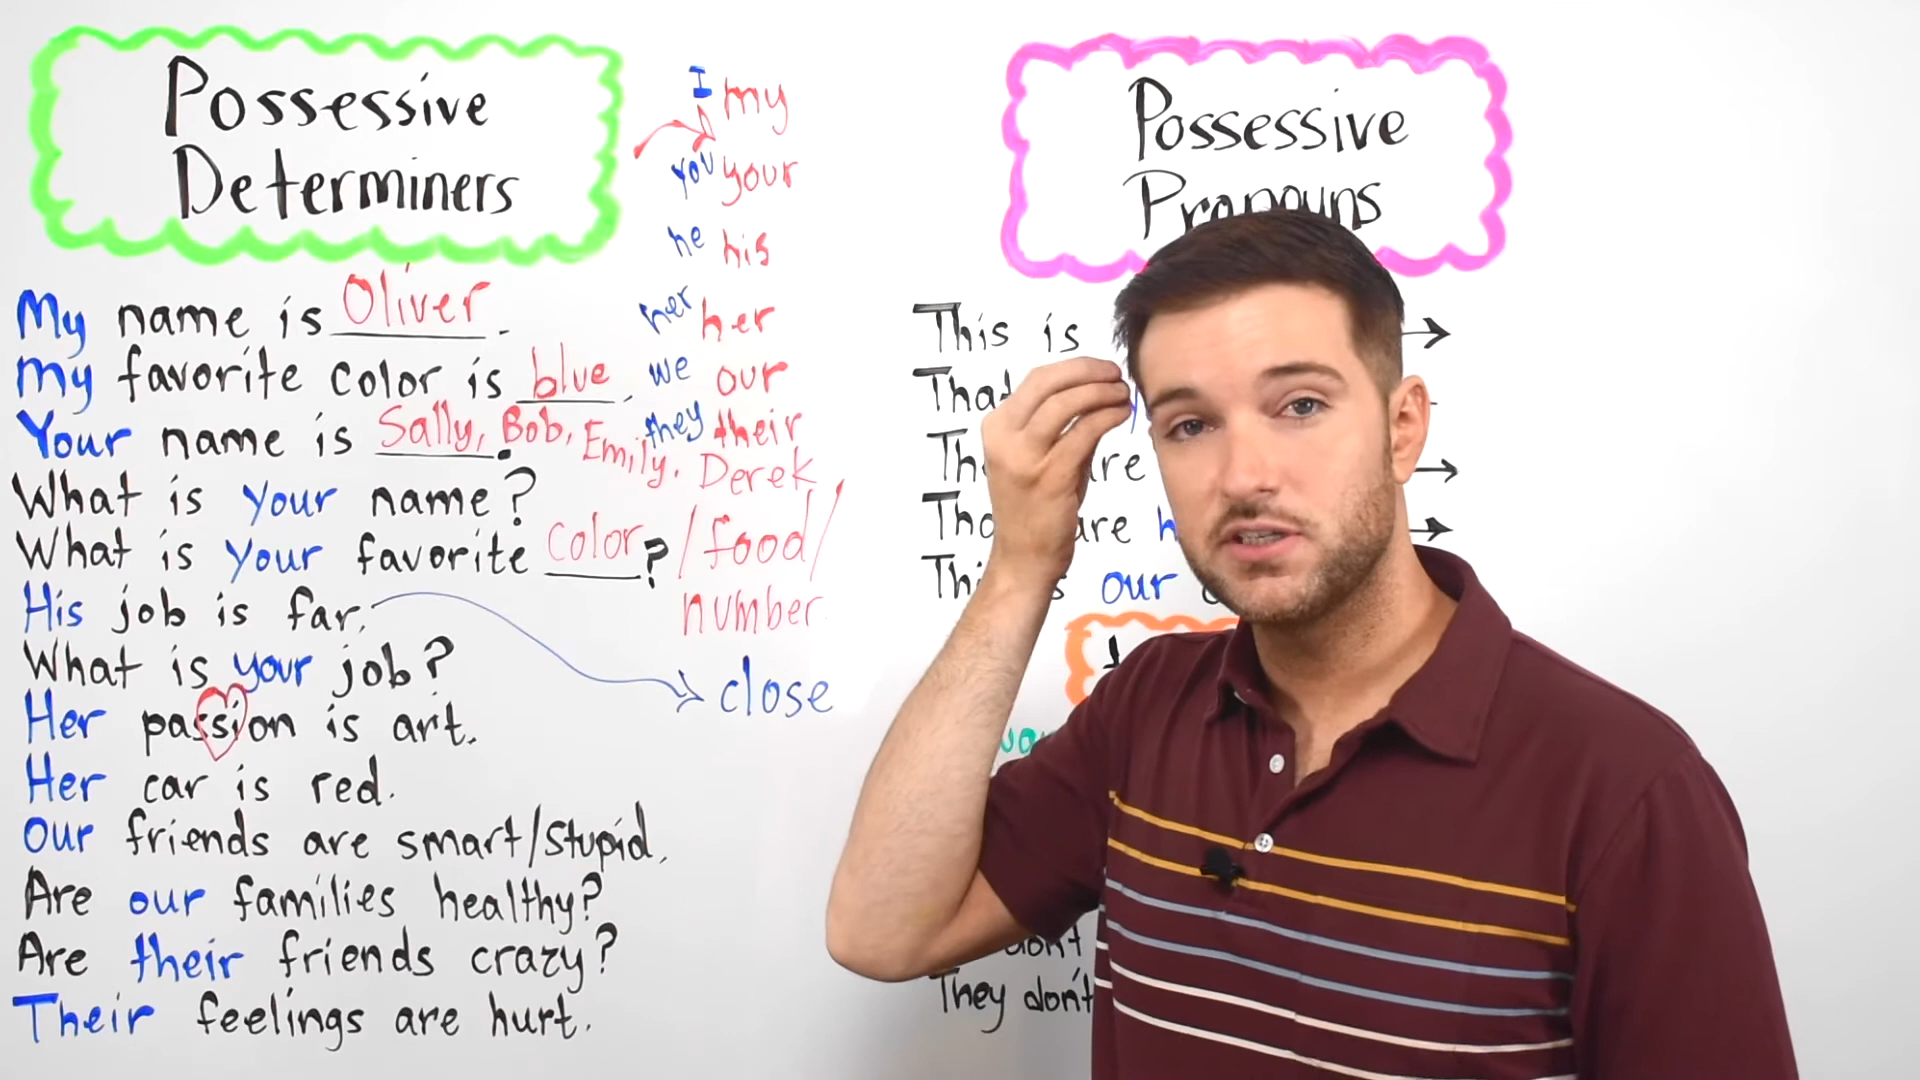 Possessive
Determiners
My name is Oliver.
My favorite color is blue.
Your name is Sally, Bob, Emily, Derek.
What is your name?
What is your favorite color? / food /
number
His job is far.
close
What is your job?
Her passion is art.
Her car is red.
Our friends are smart/stupid.
Are our families healthy?
Are their friends crazy?
Their feelings are hurt.
I my
you your
he his
her her
we our
they their
Possessive
Pronouns
This is
are
are
our
don't
They don't